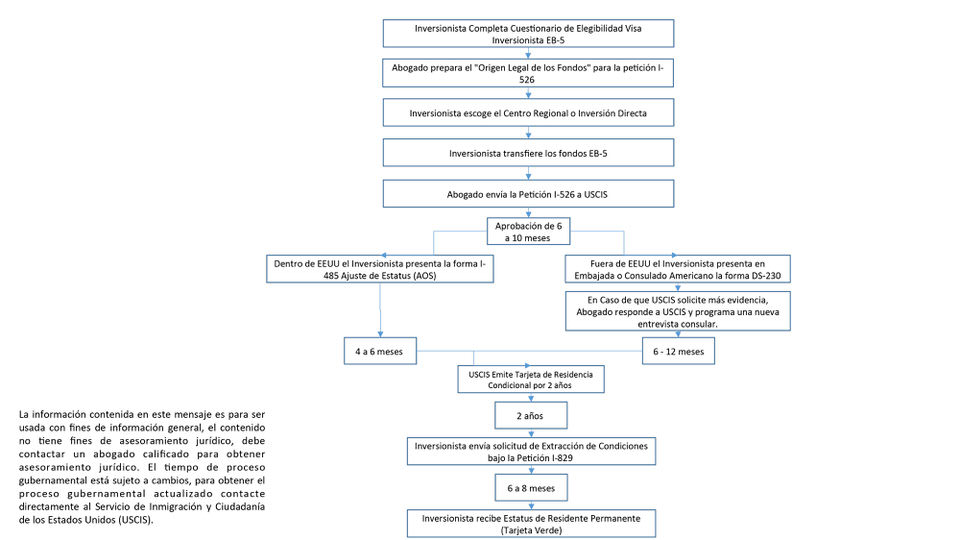 Inversionista Completa Cuestionario de Elegibilidad Visa
Inversionista EB-5
Abogado prepara el "Origen Legal de los Fondos" para la petición I-
526
Inversionista escoge el Centro Regional o Inversión Directa
Inversionista transfiere los fondos EB-5
Abogado envía la Petición I-526 a USCIS
Aprobación de 6
a 10 meses
Dentro de EEUU el Inversionista presenta la forma I-
485 Ajuste de Estatus (AOS)
Fuera de EEUU el Inversionista presenta en
Embajada o Consulado Americano la forma DS-230
En Caso de que USCIS solicite más evidencia,
Abogado responde a USCIS y programa una nueva
entrevista consular.
4 a 6 meses
6 - 12 meses
USCIS Emite Tarjeta de Residencia
Condicional por 2 años
2 años
Inversionista envía solicitud de Extracción de Condiciones
bajo la Petición I-829
6 a 8 meses
Inversionista recibe Estatus de Residente Permanente
(Tarjeta Verde)
La información contenida en este mensaje es para ser
usada con fines de información general, el contenido
no tiene fines de asesoramiento jurídico, debe
contactar un abogado calificado para obtener
asesoramiento jurídico. El tiempo de proceso
gubernamental está sujeto a cambios, para obtener el
proceso gubernamental actualizado contacte
directamente al Servicio de Inmigración y Ciudadanía
de los Estados Unidos (USCIS).